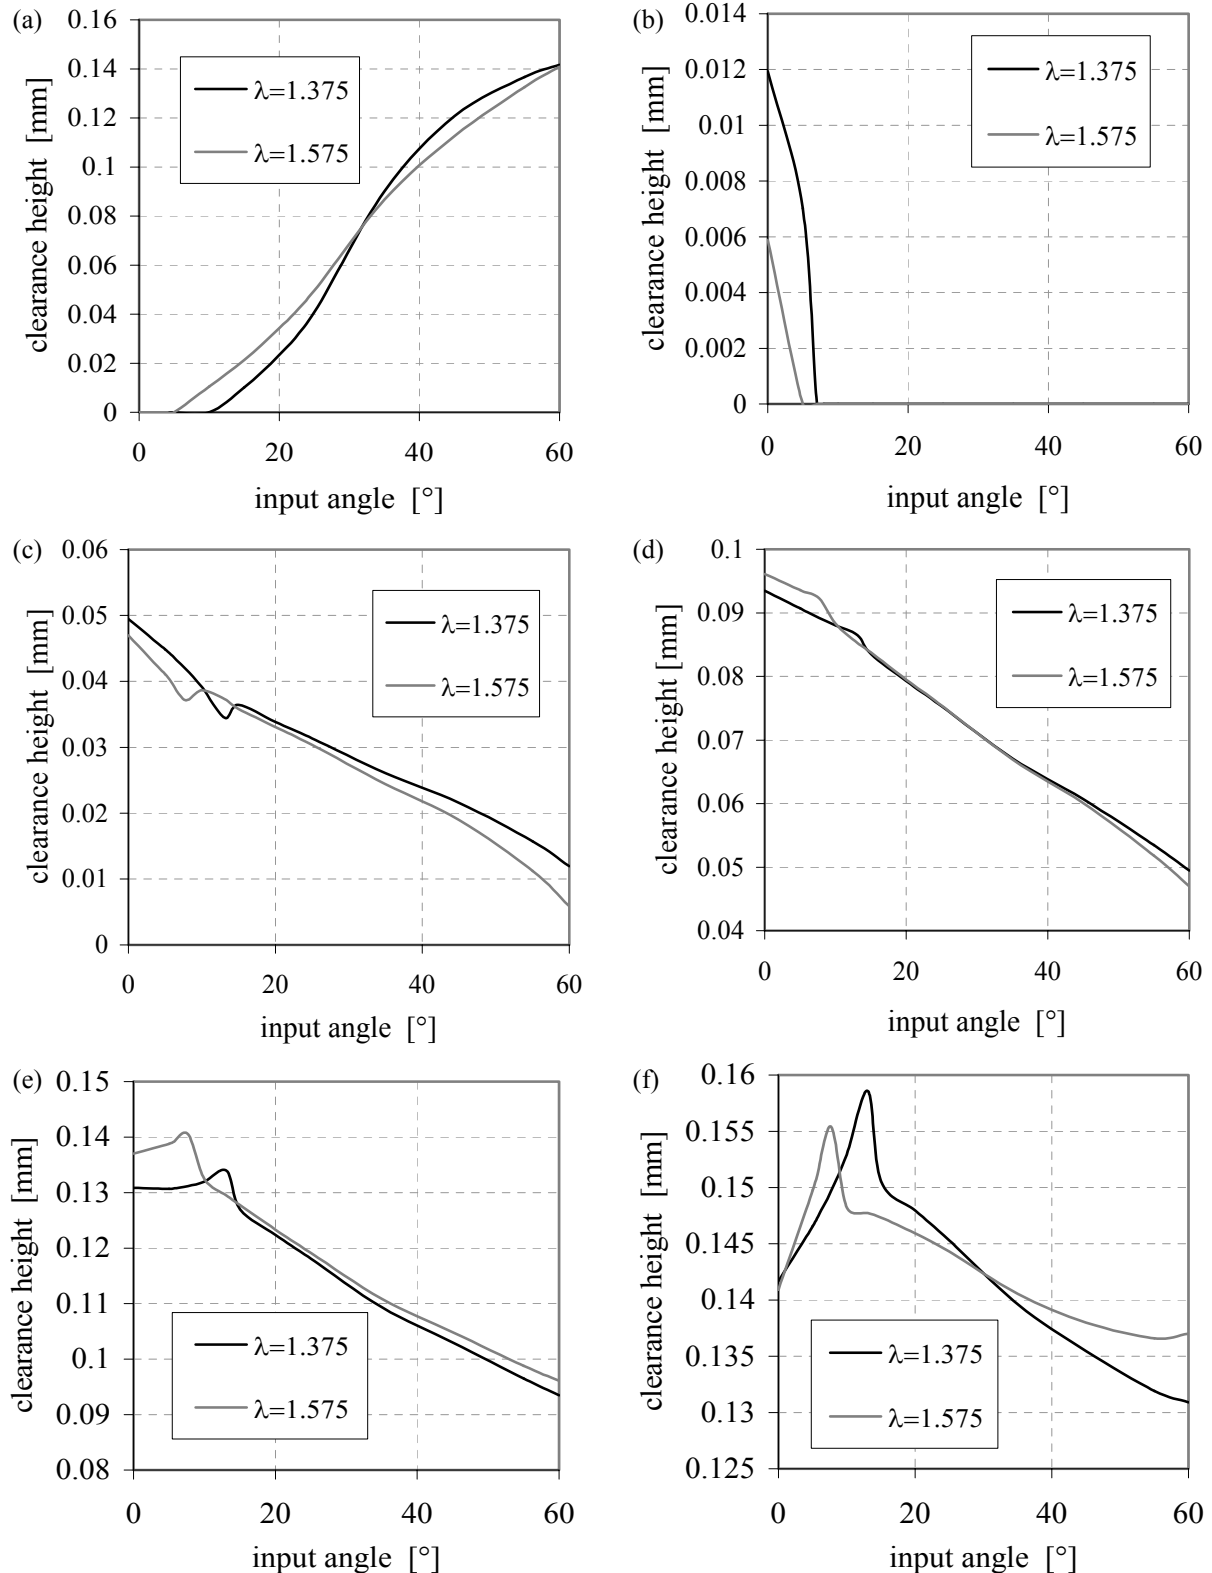 (a)
clearance height [mm]
0.16
0.14
0.12
0.1
0.08
0.06
0.04
0.02
0
λ=1.375
λ=1.575
0 20 40 60
input angle [°]
(b)
clearance height [mm]
0.014
0.012
0.01
0.008
0.006
0.004
0.002
0
λ=1.375
λ=1.575
0 20 40 60
input angle [°]
(c)
clearance height [mm]
0.06
0.05
0.04
0.03
0.02
0.01
0
λ=1.375
λ=1.575
0 20 40 60
input angle [°]
(d)
clearance height [mm]
0.1
0.09
0.08
0.07
0.06
0.05
0.04
λ=1.375
λ=1.575
0 20 40 60
input angle [°]
(e)
clearance height [mm]
0.15
0.14
0.13
0.12
0.11
0.1
0.09
0.08
λ=1.375
λ=1.575
0 20 40 60
input angle [°]
(f)
clearance height [mm]
0.16
0.155
0.15
0.145
0.14
0.135
0.13
0.125
λ=1.375
λ=1.575
0 20 40 60
input angle [°]